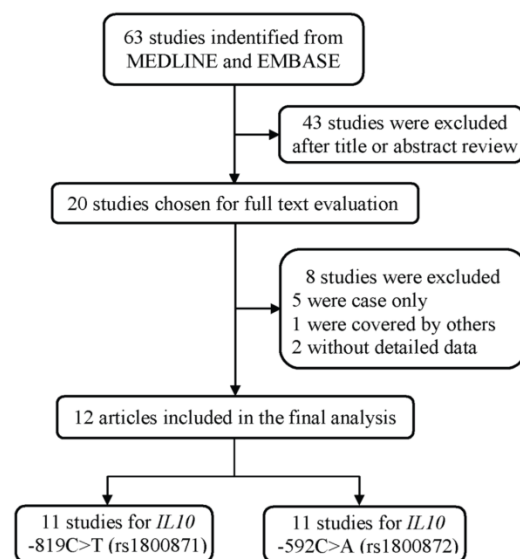 63 studies indentified from
MEDLINE and EMBASE
43 studies were excluded
after title or abstract review
20 studies chosen for full text evaluation
8 studies were excluded
5 were case only
1 were covered by others
2 without detailed data
12 articles included in the final analysis
11 studies for IL10
-819C>T (rs1800871)
11 studies for IL10
-592C>A (rs1800872)